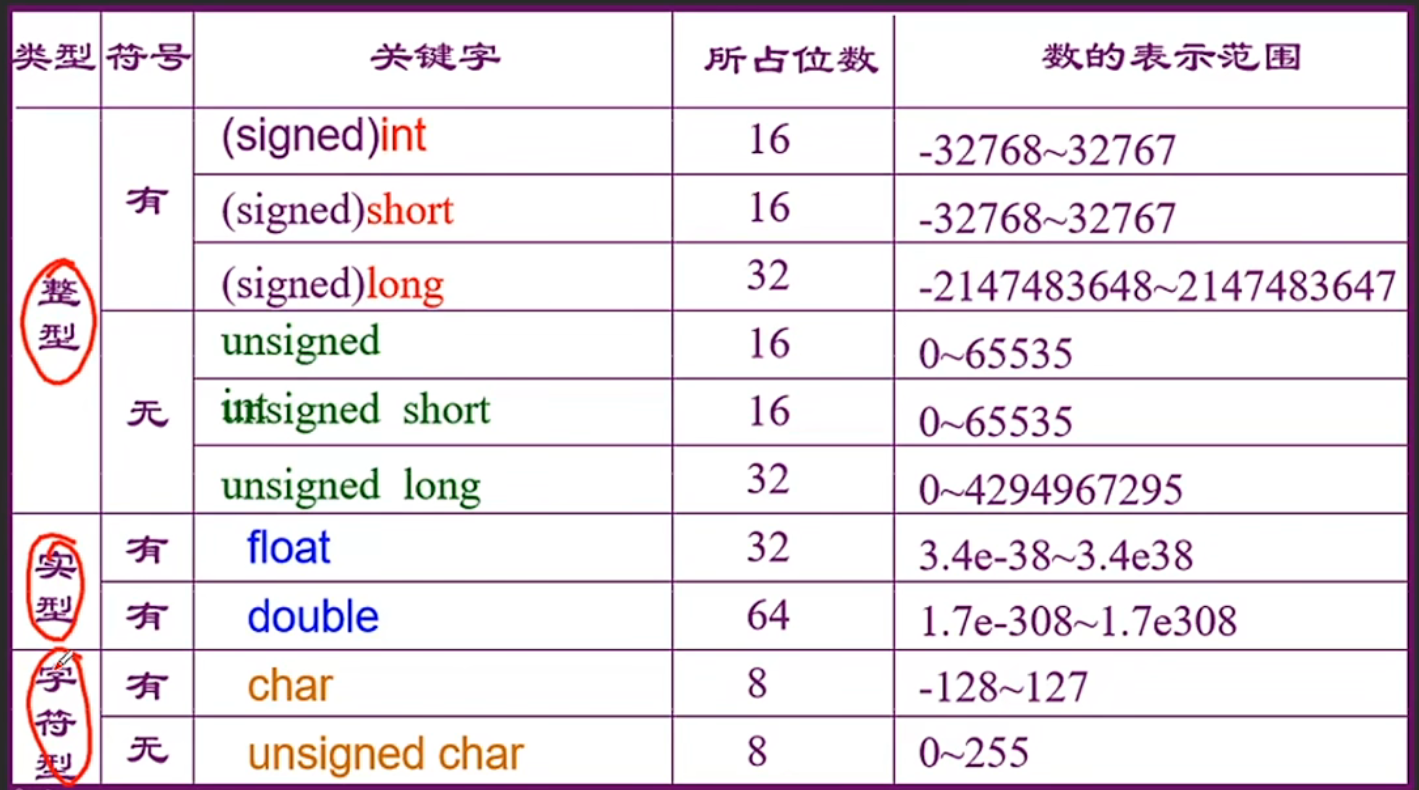 类型 符号 关键字 所占位数 数的表示范围
整型 有 (signed)int 16 -32768~32767
(signed)short 16 -32768~32767
(signed)long 32 -2147483648~2147483647
无 unsigned int 16 0~65535
unsigned short 16 0~65535
unsigned long 32 0~4294967295
实型 有 float 32 3.4e-38~3.4e38
有 double 64 1.7e-308~1.7e308
字符型 有 char 8 -128~127
无 unsigned char 8 0~255